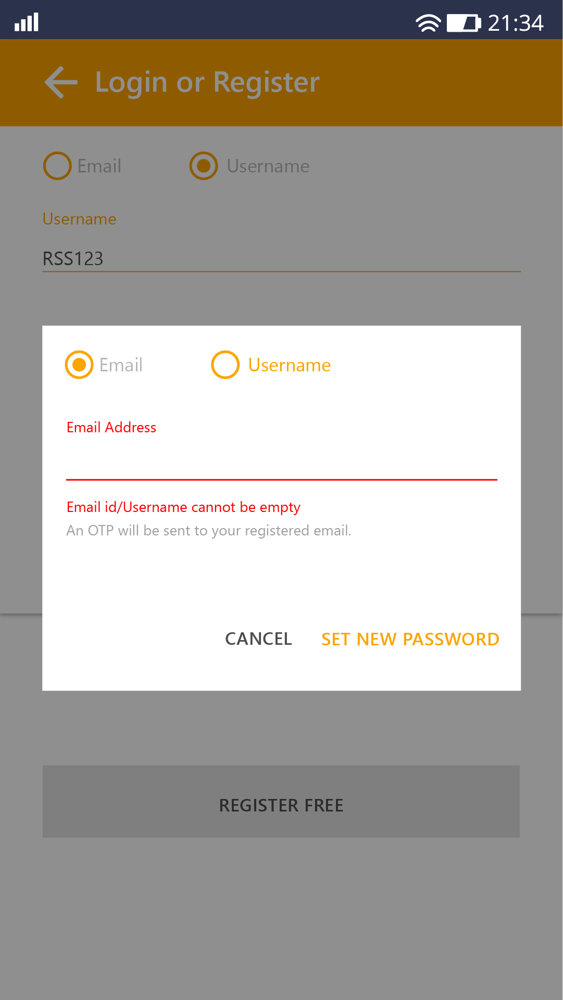 21:34
Login or Register
Email Username
Username
RSS123
Email Username
Email Address
Email id/Username cannot be empty
An OTP will be sent to your registered email.
CANCEL SET NEW PASSWORD
REGISTER FREE